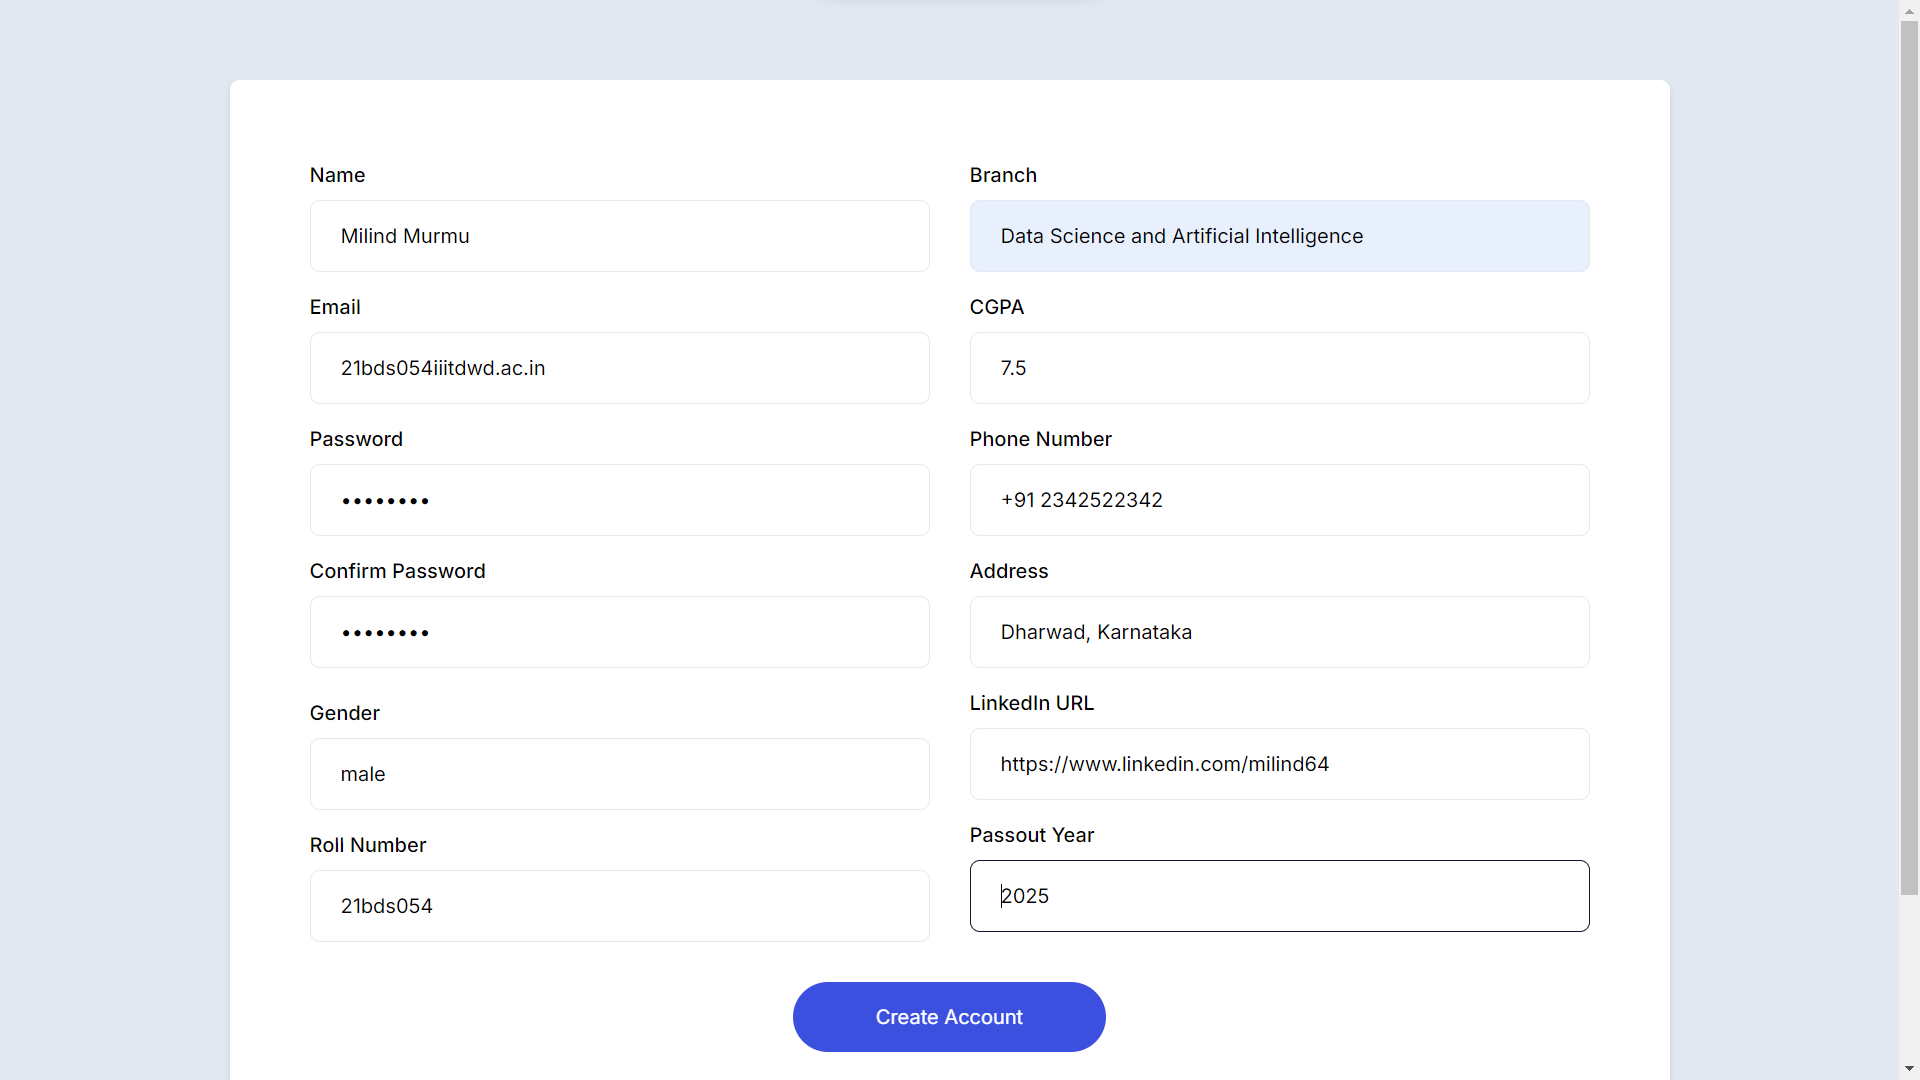 Name
Milind Murmu
Email
21bds054iiitdwd.ac.in
Password
••••••••
Confirm Password
••••••••
Gender
male
Roll Number
21bds054
Branch
Data Science and Artificial Intelligence
CGPA
7.5
Phone Number
+91 2342522342
Address
Dharwad, Karnataka
LinkedIn URL
https://www.linkedin.com/milind64
Passout Year
2025
Create Account